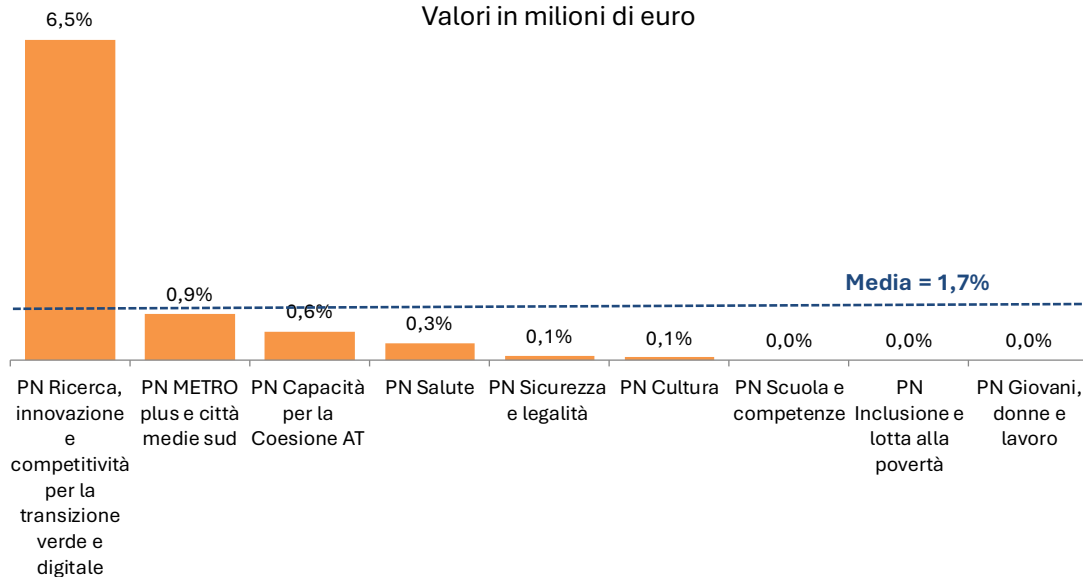 Valori in milioni di euro
6,5%
0,9%
0,6%
0,3%
0,1%
0,1%
0,0%
0,0%
0,0%
Media = 1,7%
PN Ricerca,
innovazione
e
competitività
per la
transizione
verde e
digitale
PN METRO
plus e città
medie sud
PN Capacità
per la
Coesione AT
PN Salute
PN Sicurezza
e legalità
PN Cultura
PN Scuola e
competenze
PN
Inclusione e
lotta alla
povertà
PN Giovani,
donne e
lavoro